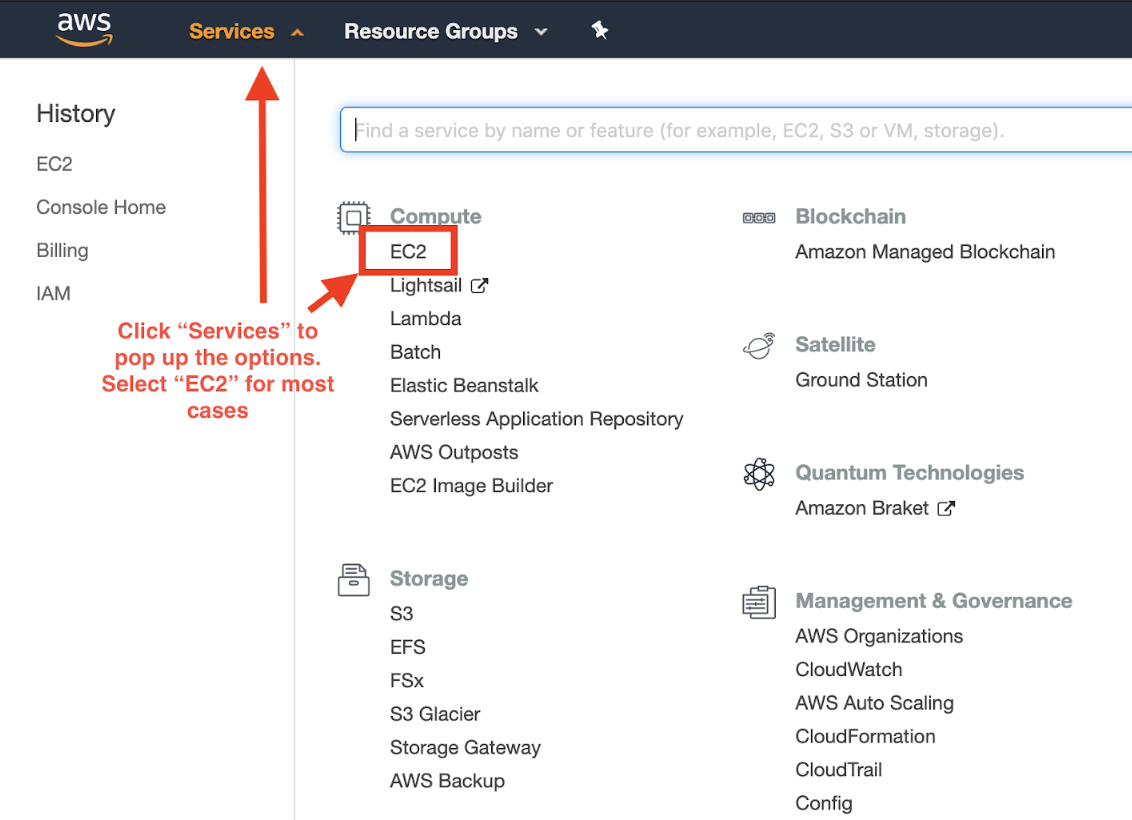 aws
Services
Resource Groups
History
EC2
Console Home
Billing
IAM
Click “Services” to
pop up the options.
Select “EC2” for most
cases
Find a service by name or feature (for example, EC2, S3 or VM, storage).
Compute
EC2
Lightsail
Lambda
Batch
Elastic Beanstalk
Serverless Application Repository
AWS Outposts
EC2 Image Builder
Storage
S3
EFS
FSx
S3 Glacier
Storage Gateway
AWS Backup
Blockchain
Amazon Managed Blockchain
Satellite
Ground Station
Quantum Technologies
Amazon Braket
Management & Governance
AWS Organizations
CloudWatch
AWS Auto Scaling
CloudFormation
CloudTrail
Config